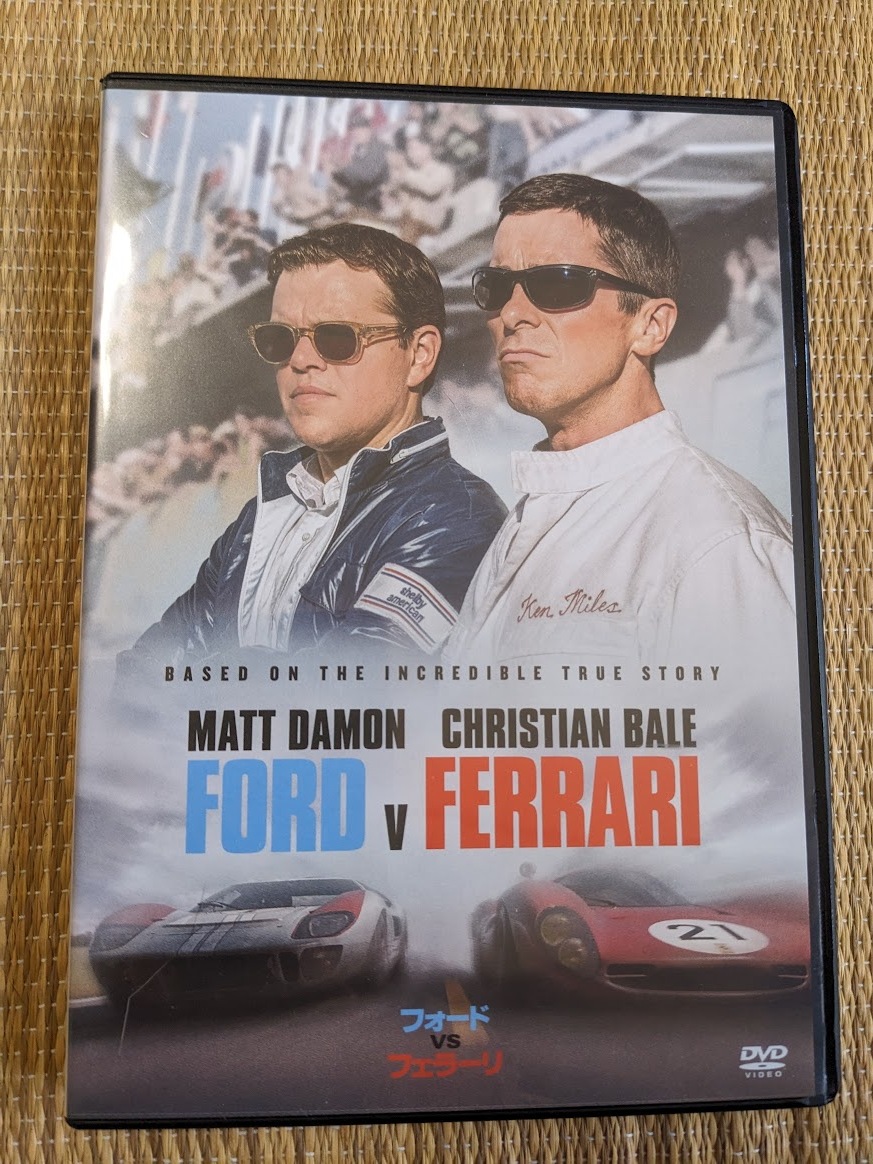 shelby
american
Ken Miles
BASED ON THE INCREDIBLE TRUE STORY
MATT DAMON CHRISTIAN BALE
FORD V FERRARI
21
フォード
VS
フェラーリ
DVD
VIDEO